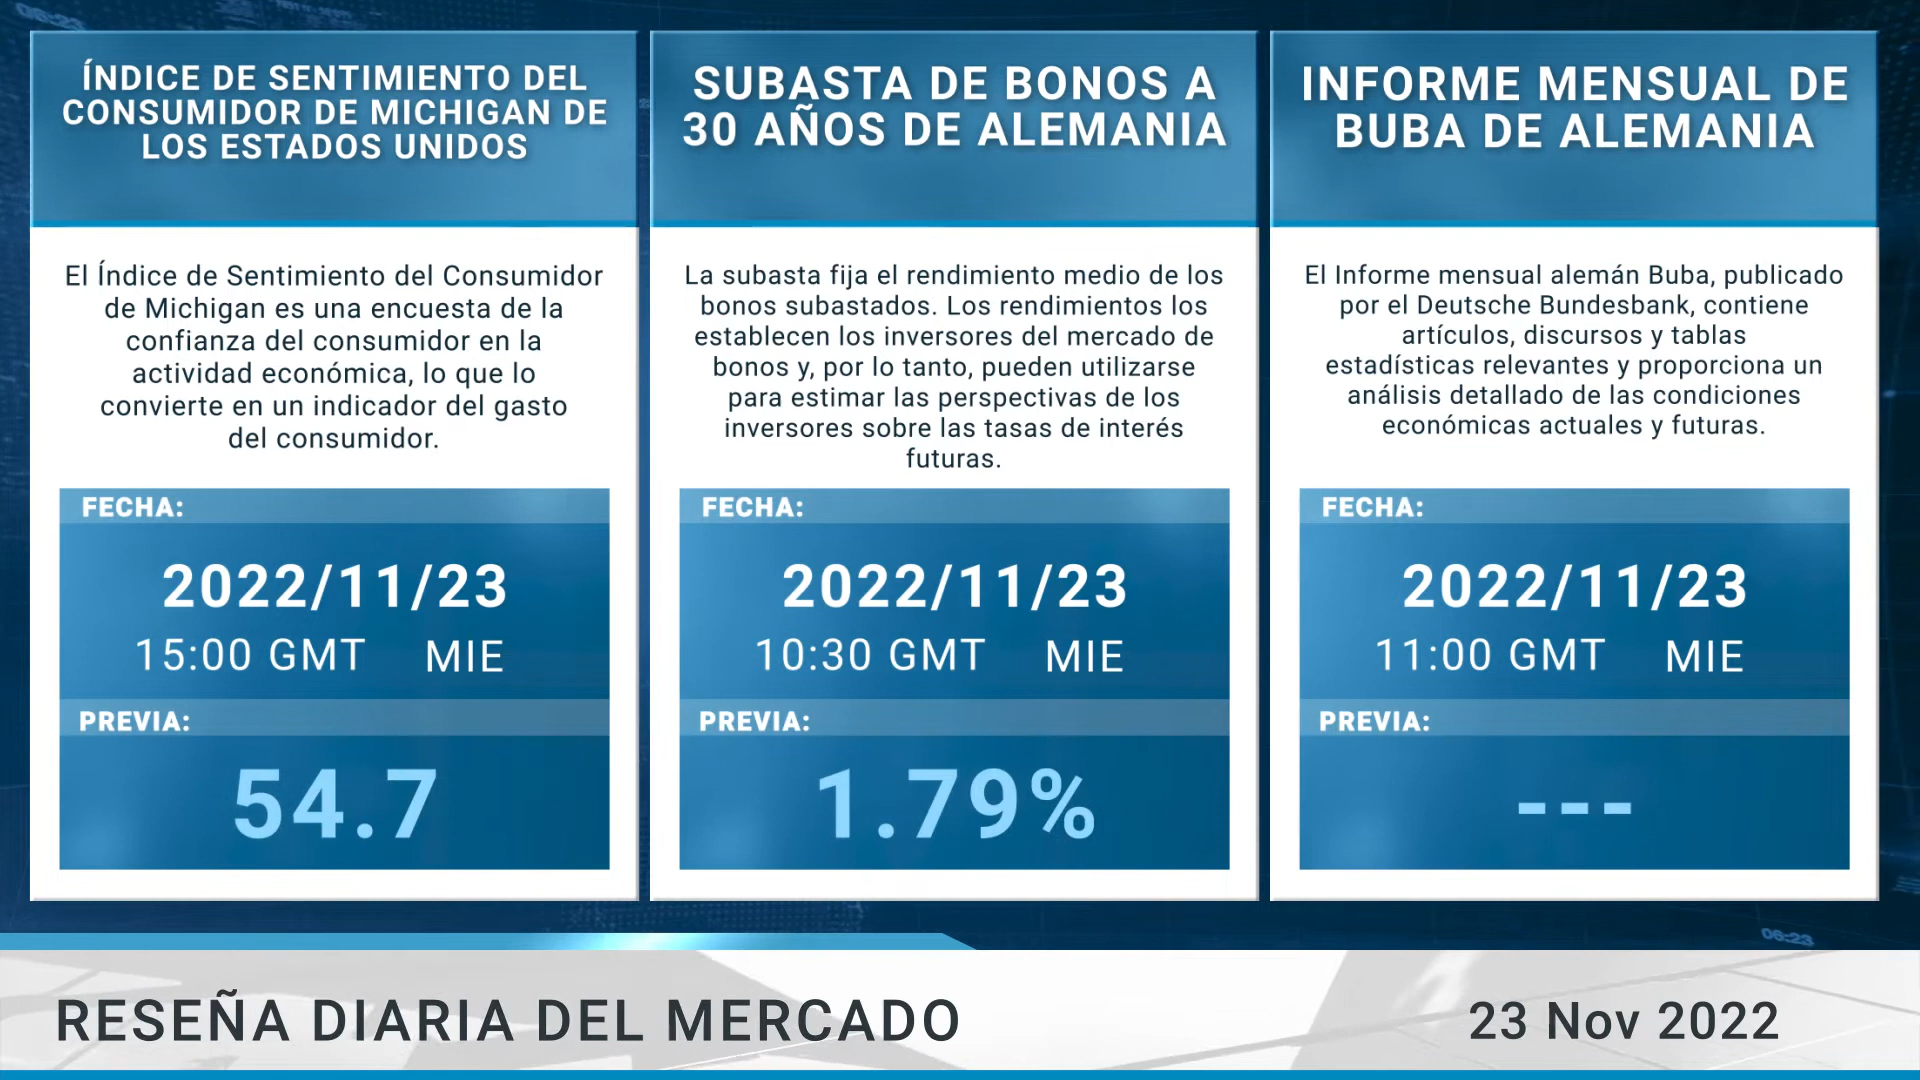 06:23
ÍNDICE DE SENTIMIENTO DEL
CONSUMIDOR DE MICHIGAN DE
LOS ESTADOS UNIDOS
El Índice de Sentimiento del Consumidor
de Michigan es una encuesta de la
confianza del consumidor en la
actividad económica, lo que lo
convierte en un indicador del gasto
del consumidor.
FECHA:
2022/11/23
15:00 GMT MIE
PREVIA:
54.7
SUBASTA DE BONOS A
30 AÑOS DE ALEMANIA
La subasta fija el rendimiento medio de los
bonos subastados. Los rendimientos los
establecen los inversores del mercado de
bonos y, por lo tanto, pueden utilizarse
para estimar las perspectivas de los
inversores sobre las tasas de interés
futuras.
FECHA:
2022/11/23
10:30 GMT MIE
PREVIA:
1.79%
INFORME MENSUAL DE
BUBA DE ALEMANIA
El Informe mensual alemán Buba, publicado
por el Deutsche Bundesbank, contiene
artículos, discursos y tablas
estadísticas relevantes y proporciona un
análisis detallado de las condiciones
económicas actuales y futuras.
FECHA:
2022/11/23
11:00 GMT MIE
PREVIA:
---
06:23
RESEÑA DIARIA DEL MERCADO
23 Nov 2022